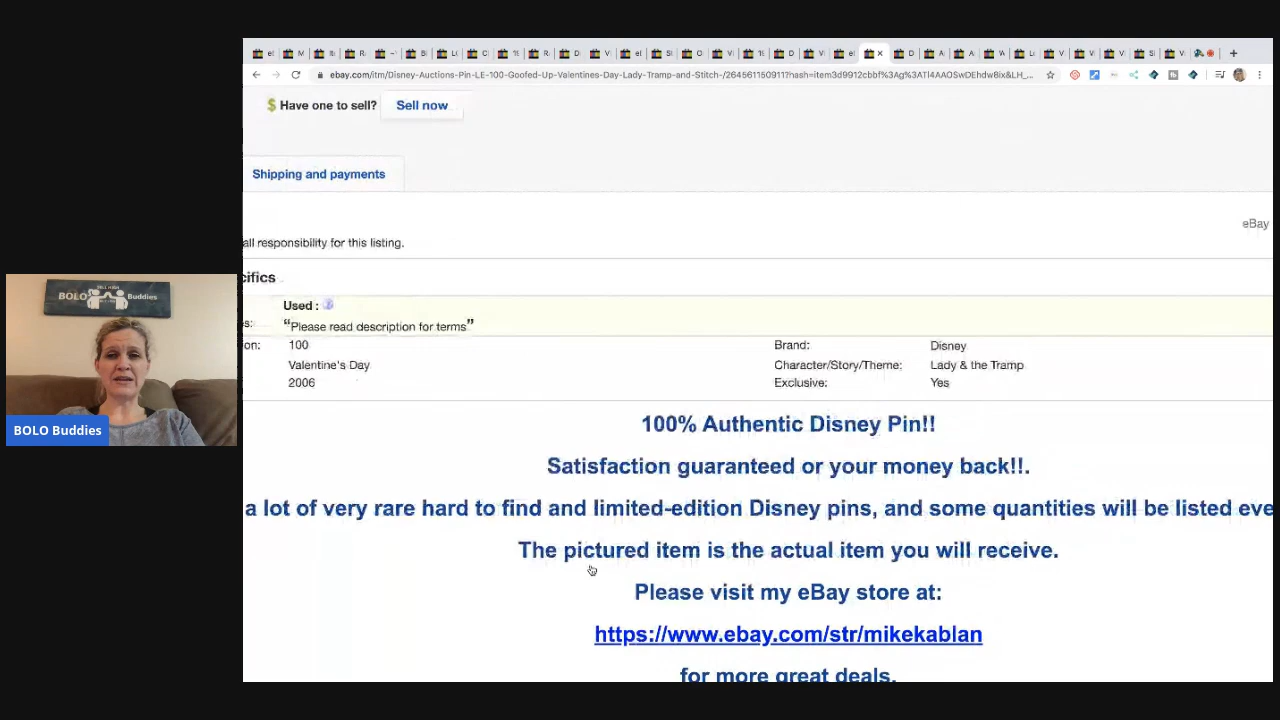 ebay.com/itm/Disney-Auctions-Pin-LE-100-Goofed-Up-Valentines-Day-Lady-Tramp-and-Stitch-/264561150911?hash=item3d9912cbbf%3Ag%3ATI4AAOSwDEhdw8ix&LH_...
Have one to sell? Sell now
Shipping and payments
eBay
all responsibility for this listing.
cifics
Used :
"Please read description for terms"
on: 100 Brand: Disney
Valentine's Day Character/Story/Theme: Lady & the Tramp
2006 Exclusive: Yes
100% Authentic Disney Pin!!
Satisfaction guaranteed or your money back!!.
a lot of very rare hard to find and limited-edition Disney pins, and some quantities will be listed eve
The pictured item is the actual item you will receive.
Please visit my eBay store at:
https://www.ebay.com/str/mikekablan
for more great deals.
SELL HIGH
BOLO Buddies
BOLO Buddies